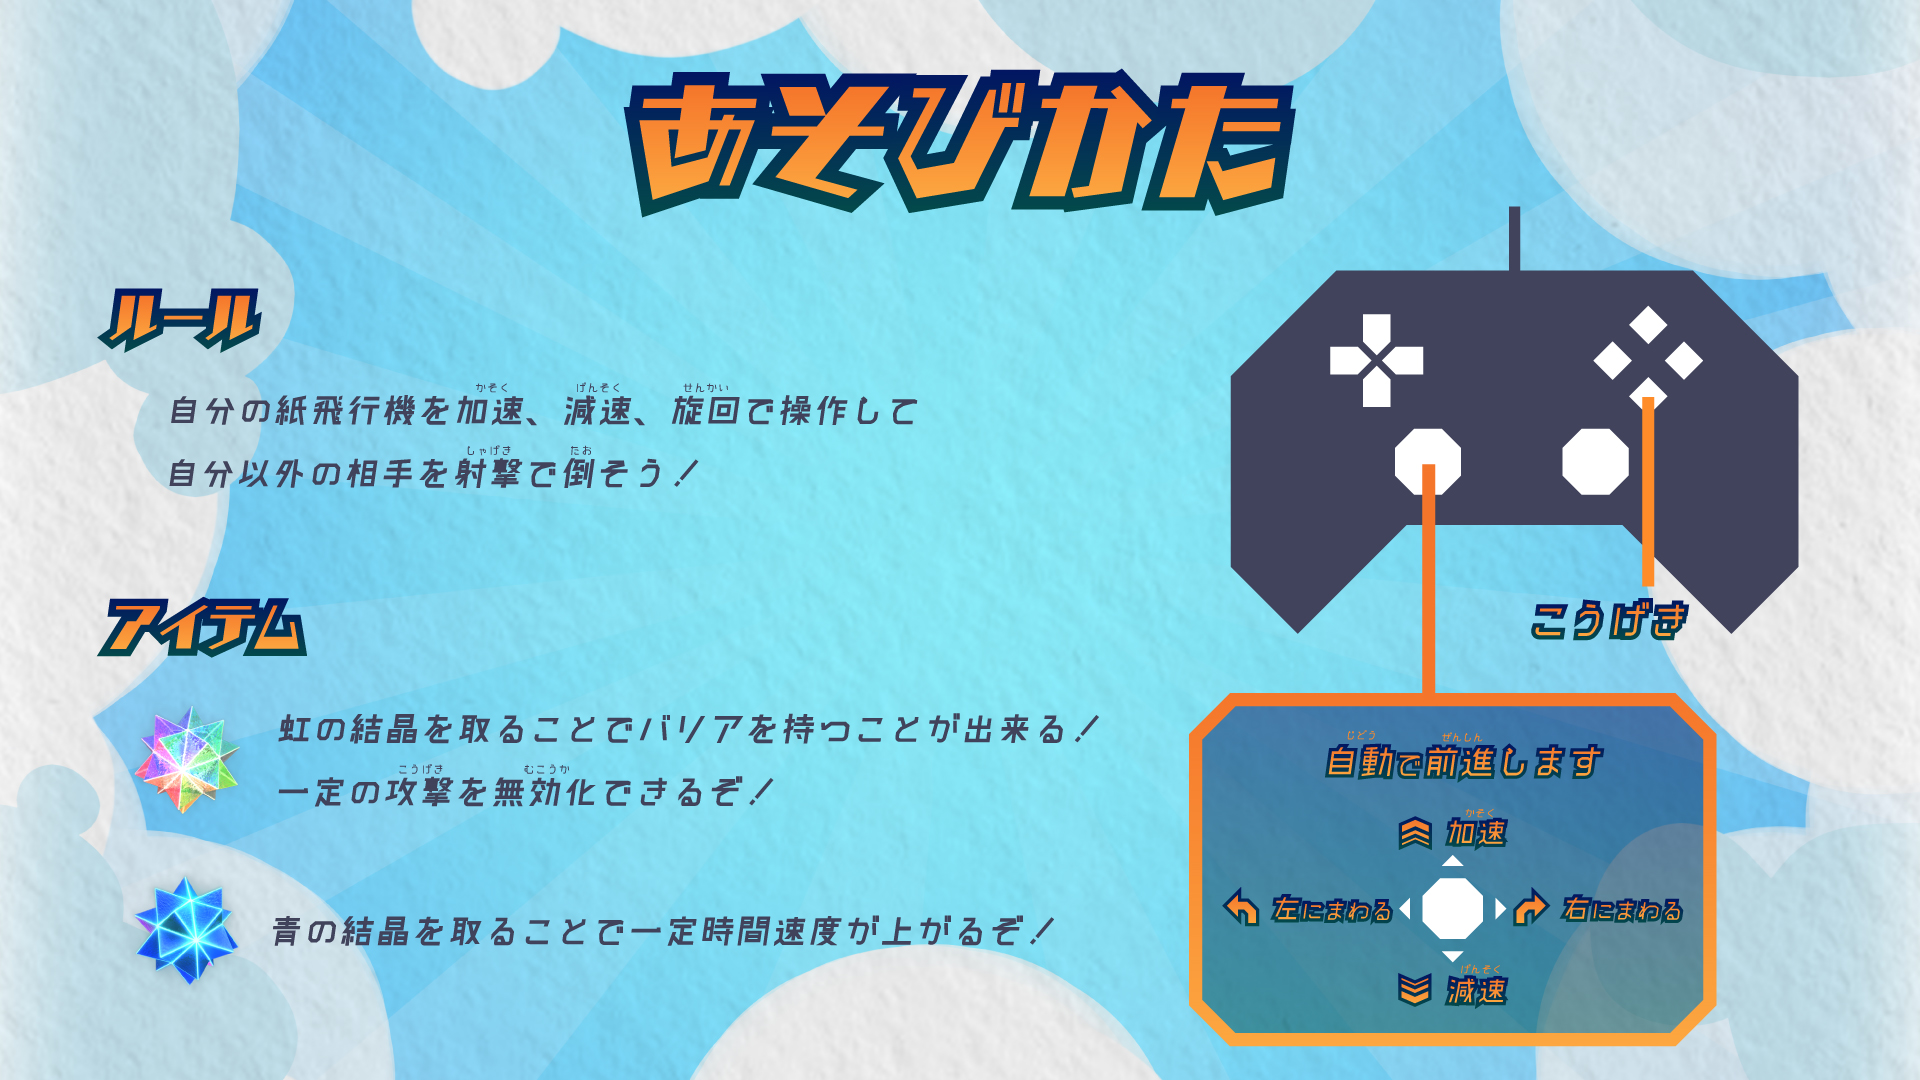 あそびかた
ルール
自分の紙飛行機を加速、減速、旋回で操作して
かそく げんそく せんかい
自分以外の相手を射撃で倒そう！
しゃげき たお
アイテム
虹の結晶を取ることでバリアを持つことが出来る！
一定の攻撃を無効化できるぞ！
こうげき むこうか
青の結晶を取ることで一定時間速度が上がるぞ！
こうげき
自動で前進します
じどう ぜんしん
加速
かそく
左にまわる
右にまわる
減速
げんそく